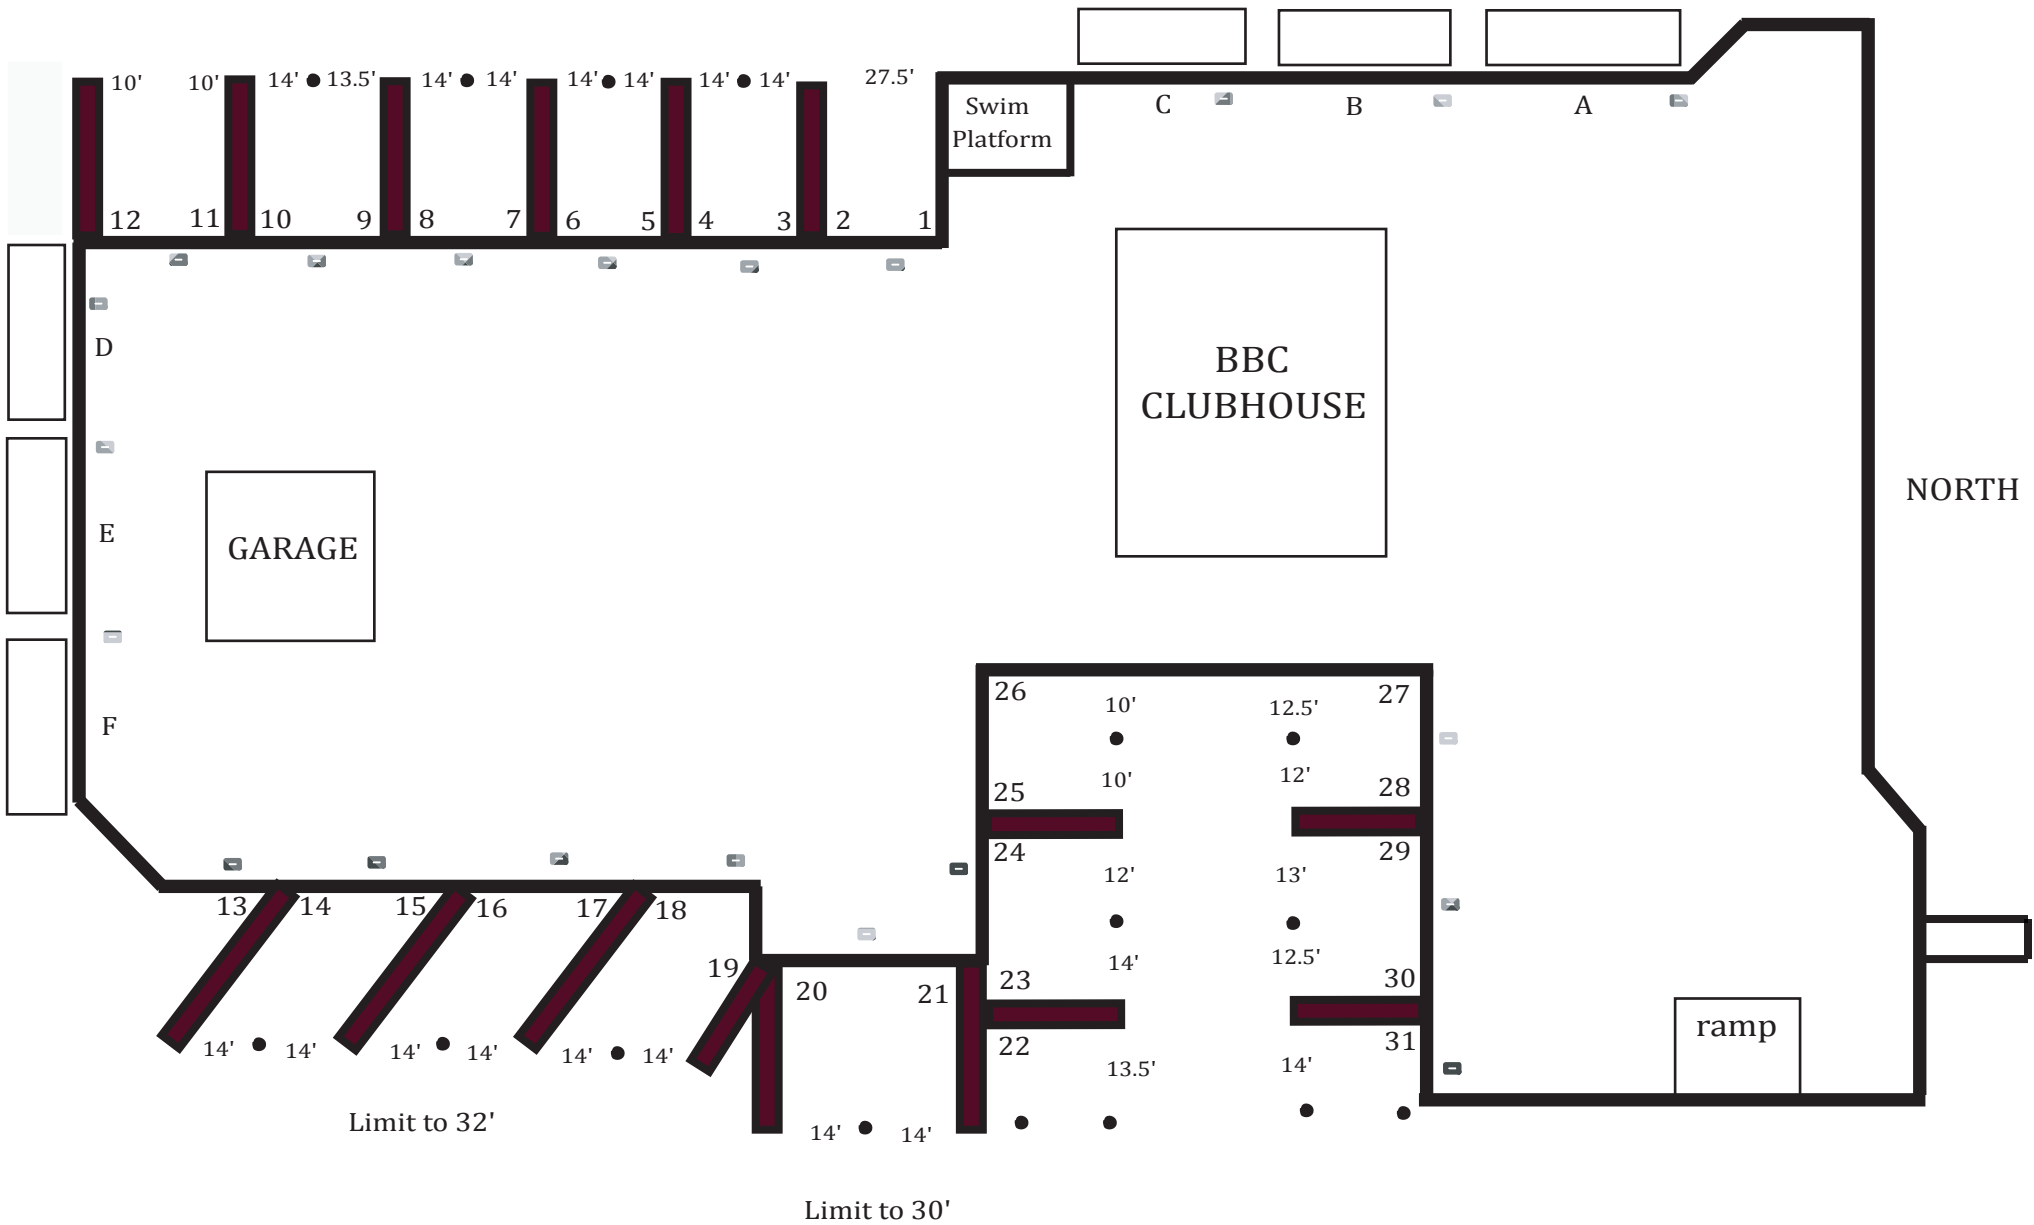 10' 10' 14' 13.5' 14' 14' 14' 14' 14' 14' 27.5'
Swim
Platform
C B A
12 11 10 9 8 7 6 5 4 3 2 1
D
BBC
CLUBHOUSE
E
GARAGE
NORTH
F
26 10' 12.5' 27
25 10' 12' 28
24 12' 13' 29
13 14 15 16 17 18
19 20 21 23 14' 12.5' 30
22 13.5' 14' 31
ramp
14' 14' 14' 14' 14' 14'
Limit to 32'
14' 14'
Limit to 30'